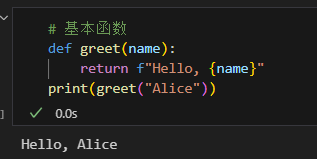 # 基本函数
def greet(name):
    return f"Hello, {name}"
print(greet("Alice"))
]
0.0s
Hello, Alice